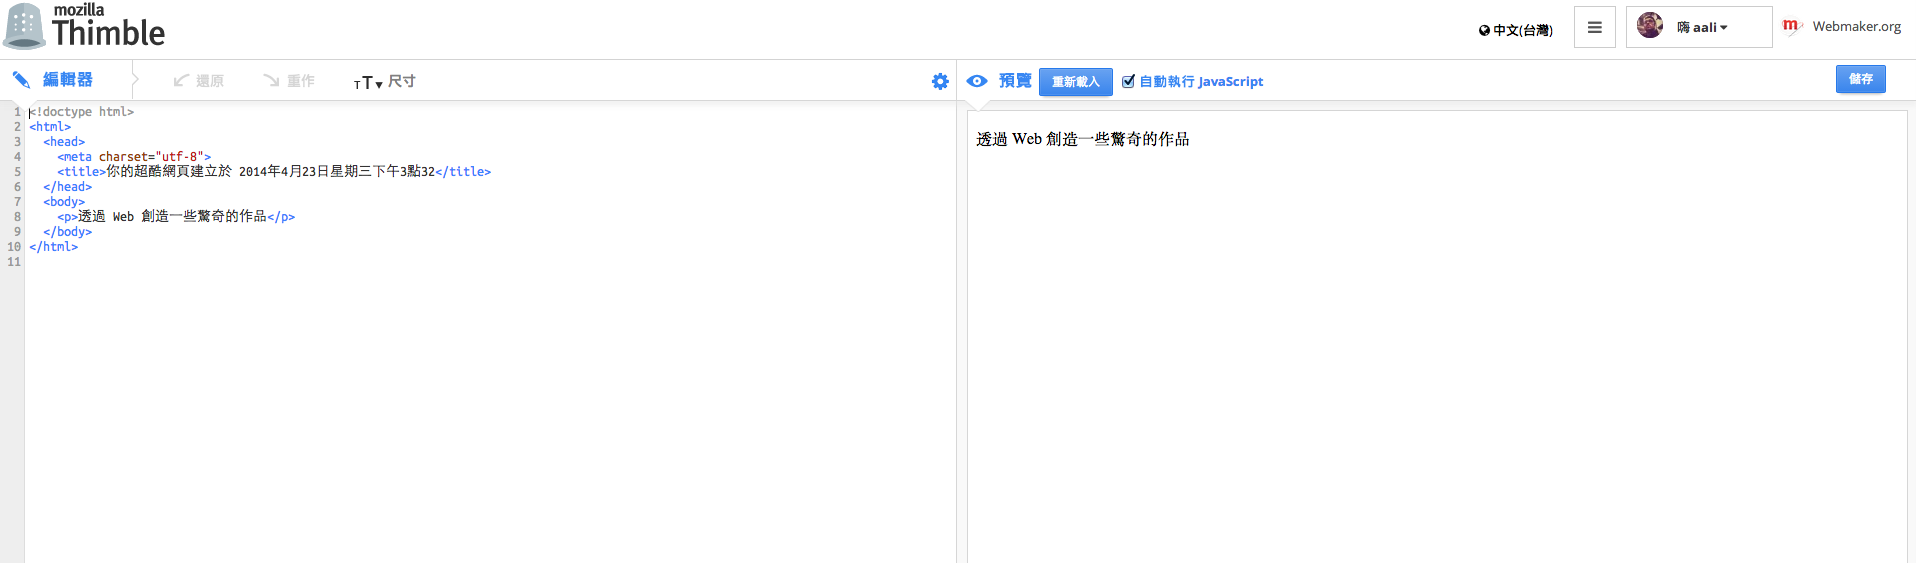 mozilla
Thimble
中文(台灣)
嗨 aali
Webmaker.org
編輯器
還原
重作
TT 尺寸
預覽
重新載入
自動執行 JavaScript
儲存
1 <!doctype html>
2 <html>
3 <head>
4 <meta charset="utf-8">
5 <title>你的超酷網頁建立於 2014年4月23日星期三下午3點32</title>
6 </head>
7 <body>
8 <p>透過 Web 創造一些驚奇的作品</p>
9 </body>
10 </html>
11
透過 Web 創造一些驚奇的作品